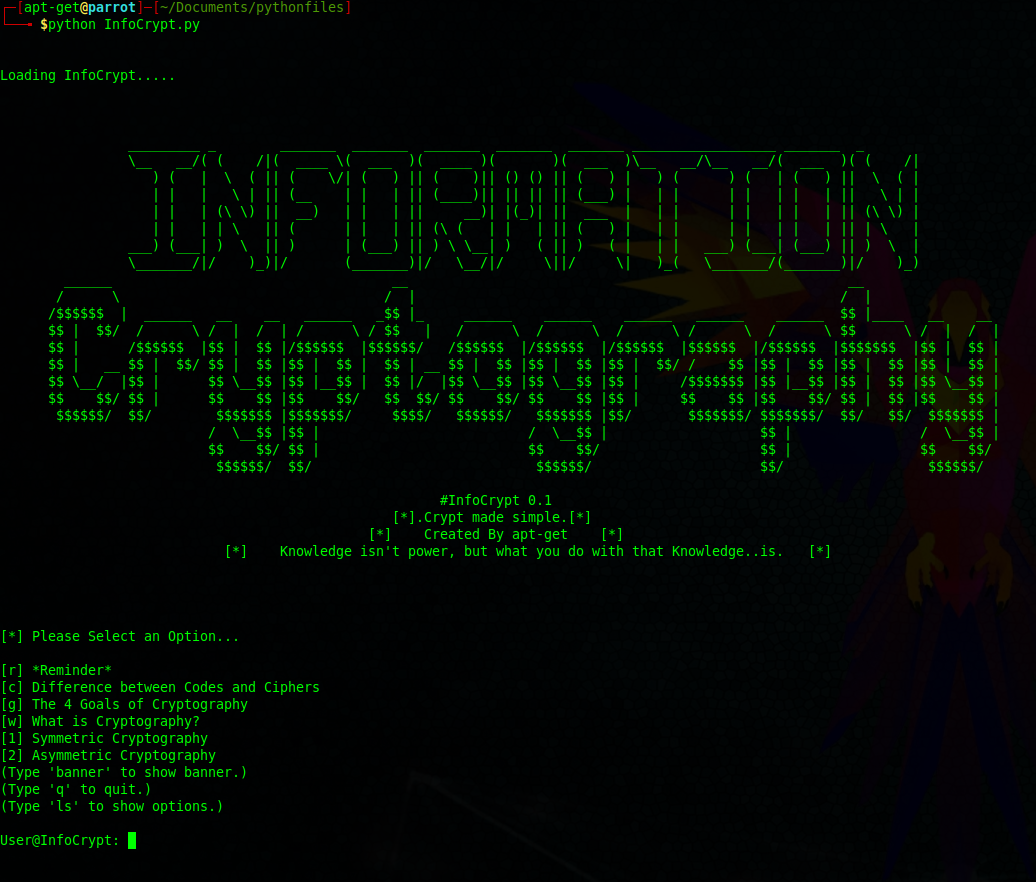 ┌─[apt-get@parrot]─[~/Documents/pythonfiles]
└──╼ $python InfoCrypt.py
Loading InfoCrypt.....
INFORMATION
Cryptography
#InfoCrypt 0.1
[*].Crypt made simple.[*]
[*]    Created By apt-get    [*]
[*]    Knowledge isn't power, but what you do with that Knowledge..is.   [*]
[*] Please Select an Option...
[r] *Reminder*
[c] Difference between Codes and Ciphers
[g] The 4 Goals of Cryptography
[w] What is Cryptography?
[1] Symmetric Cryptography
[2] Asymmetric Cryptography
(Type 'banner' to show banner.)
(Type 'q' to quit.)
(Type 'ls' to show options.)
User@InfoCrypt: